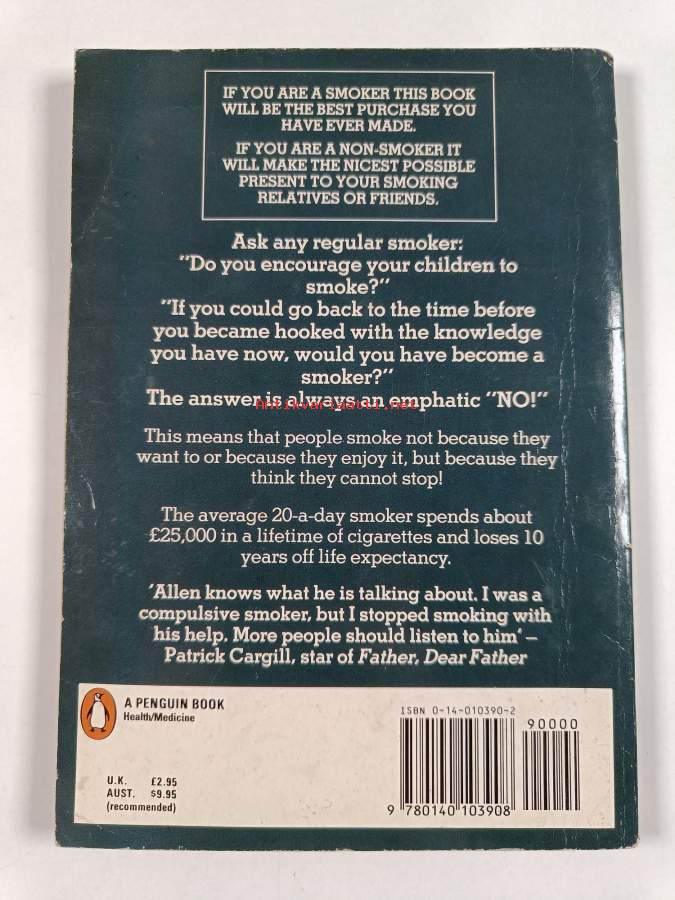 IF YOU ARE A SMOKER THIS BOOK
WILL BE THE BEST PURCHASE YOU
HAVE EVER MADE.
IF YOU ARE A NON-SMOKER IT
WILL MAKE THE NICEST POSSIBLE
PRESENT TO YOUR SMOKING
RELATIVES OR FRIENDS.
Ask any regular smoker:
"Do you encourage your children to
smoke?"
"If you could go back to the time before
you became hooked with the knowledge
you have now, would you have become a
smoker?"
The answer is always an emphatic "NO!"
Antikvariaatti.net
This means that people smoke not because they
want to or because they enjoy it, but because they
think they cannot stop!
The average 20-a-day smoker spends about
£25,000 in a lifetime of cigarettes and loses 10
years off life expectancy.
'Allen knows what he is talking about. I was a
compulsive smoker, but I stopped smoking with
his help. More people should listen to him' –
Patrick Cargill, star of Father, Dear Father
A PENGUIN BOOK
Health/Medicine
ISBN 0-14-010390-2
90000
U.K. £2.95
AUST. $9.95
(recommended)
9 780140 103908